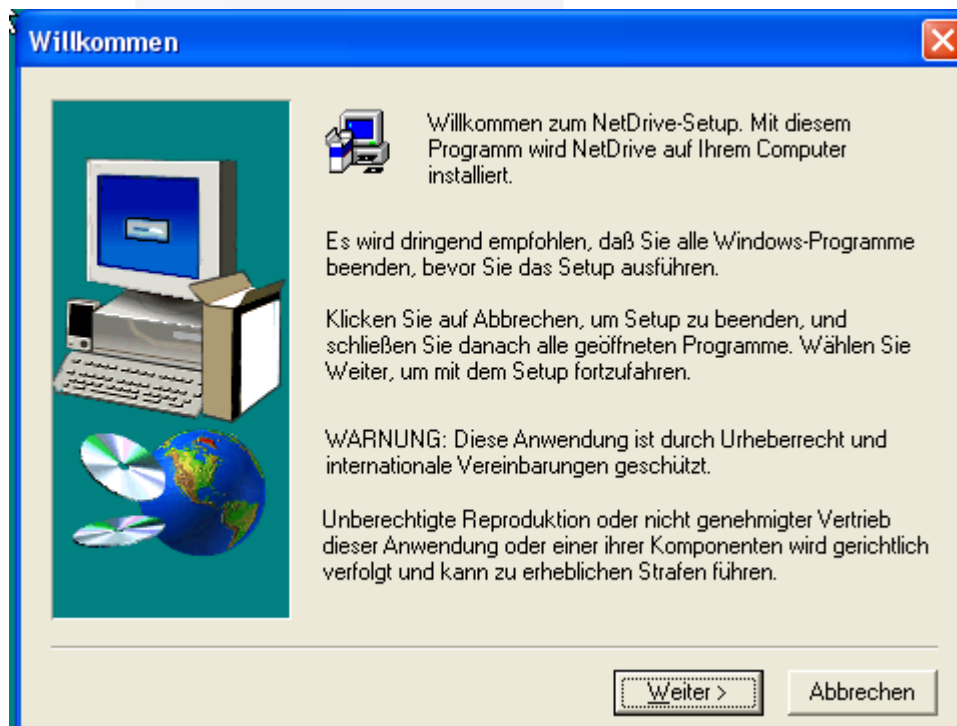 Willkommen
Willkommen zum NetDrive-Setup. Mit diesem
Programm wird NetDrive auf Ihrem Computer
installiert.
Es wird dringend empfohlen, daß Sie alle Windows-Programme
beenden, bevor Sie das Setup ausführen.
Klicken Sie auf Abbrechen, um Setup zu beenden, und
schließen Sie danach alle geöffneten Programme. Wählen Sie
Weiter, um mit dem Setup fortzufahren.
WARNUNG: Diese Anwendung ist durch Urheberrecht und
internationale Vereinbarungen geschützt.
Unberechtigte Reproduktion oder nicht genehmigter Vertrieb
dieser Anwendung oder einer ihrer Komponenten wird gerichtlich
verfolgt und kann zu erheblichen Strafen führen.
Weiter > Abbrechen